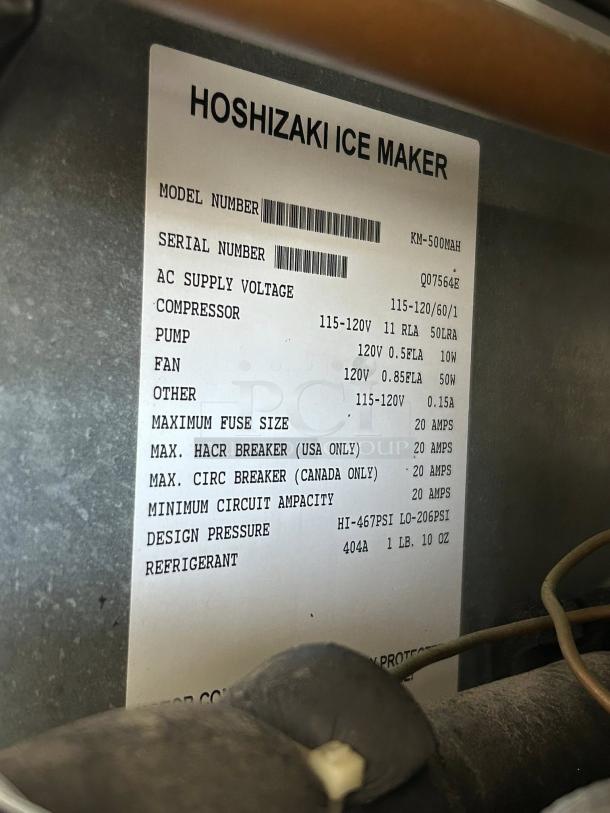 HOSHIZAKI ICE MAKER
MODEL NUMBER KM-500MAH
SERIAL NUMBER Q07564E
AC SUPPLY VOLTAGE 115-120/60/1
COMPRESSOR 115-120V 11 RLA 50LRA
PUMP 120V 0.5FLA 10W
FAN 120V 0.85FLA 50W
OTHER 115-120V 0.15A
MAXIMUM FUSE SIZE 20 AMPS
MAX. HACR BREAKER (USA ONLY) 20 AMPS
MAX. CIRC BREAKER (CANADA ONLY) 20 AMPS
MINIMUM CIRCUIT AMPACITY 20 AMPS
DESIGN PRESSURE HI-467PSI LO-206PSI
REFRIGERANT 404A 1 LB. 10 OZ
PCI
GROUP